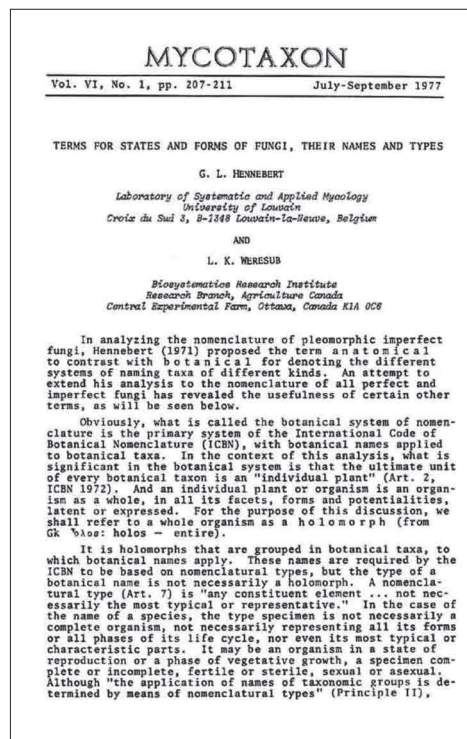 MYCOTAXON
Vol. VI, No. 1, pp. 207-211 July-September 1977
TERMS FOR STATES AND FORMS OF FUNGI, THEIR NAMES AND TYPES
G. L. HENNEBERT
Laboratory of Systematic and Applied Mycology
University of Louvain
Croix du Sud 3, B-1348 Louvain-la-Neuve, Belgium
AND
L. K. WERESUB
Biosystematics Research Institute
Research Branch, Agriculture Canada
Central Experimental Farm, Ottawa, Canada K1A 0C6
In analyzing the nomenclature of pleomorphic imperfect
fungi, Hennebert (1971) proposed the term a n a t o m i c a l
to contrast with b o t a n i c a l for denoting the different
systems of naming taxa of different kinds. An attempt to
extend his analysis to the nomenclature of all perfect and
imperfect fungi has revealed the usefulness of certain other
terms, as will be seen below.
Obviously, what is called the botanical system of nomen-
clature is the primary system of the International Code of
Botanical Nomenclature (ICBN), with botanical names applied
to botanical taxa. In the context of this analysis, what is
significant in the botanical system is that the ultimate unit
of every botanical taxon is an "individual plant" (Art. 2,
ICBN 1972). And an individual plant or organism is an organ-
ism as a whole, in all its facets, forms and potentialities,
latent or expressed. For the purpose of this discussion, we
shall refer to a whole organism as a h o l o m o r p h (from
Gk ὅλος: holos — entire).
It is holomorphs that are grouped in botanical taxa, to
which botanical names apply. These names are required by the
ICBN to be based on nomenclatural types, but the type of a
botanical name is not necessarily a holomorph. A nomencla-
tural type (Art. 7) is "any constituent element ... not nec-
essarily the most typical or representative." In the case of
the name of a species, the type specimen is not necessarily a
complete organism, not necessarily representing all its forms
or all phases of its life cycle, nor even its most typical or
characteristic parts. It may be an organism in a state of
reproduction or a phase of vegetative growth, a specimen com-
plete or incomplete, fertile or sterile, sexual or asexual.
Although "the application of names of taxonomic groups is de-
termined by means of nomenclatural types" (Principle II),